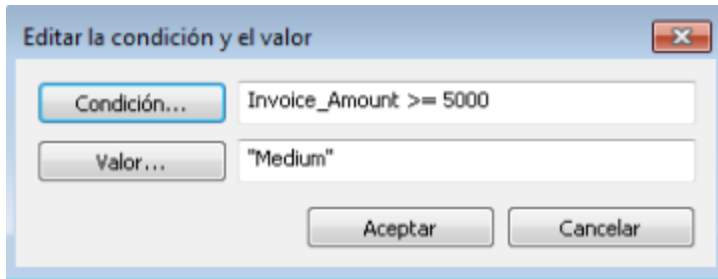 Editar la condición y el valor
Condición... Invoice_Amount >= 5000
Valor... "Medium"
Aceptar Cancelar